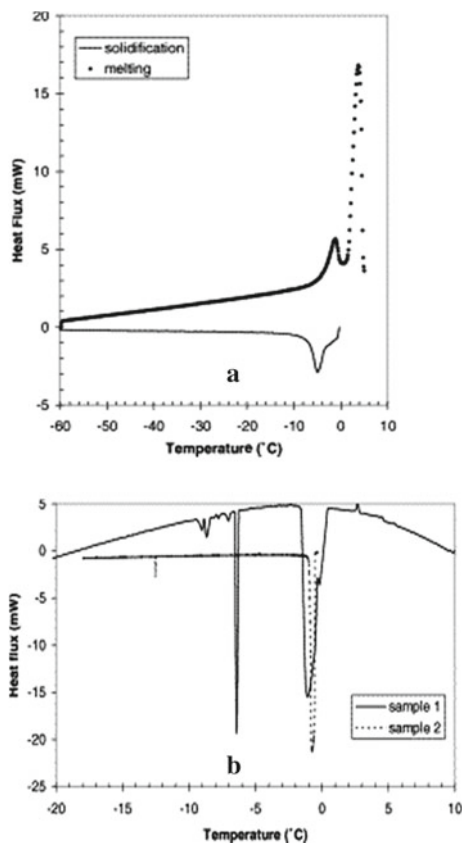 20
solidification
melting
15
10
Heat Flux (mW)
5
0
a
-5
-60 -50 -40 -30 -20 -10 0 10
Temperature (˚C)
5
0
-5
Heat flux (mW)
-10
-15
sample 1
-20
sample 2
b
-25
-20 -15 -10 -5 0 5 10
Temperature (˚C)